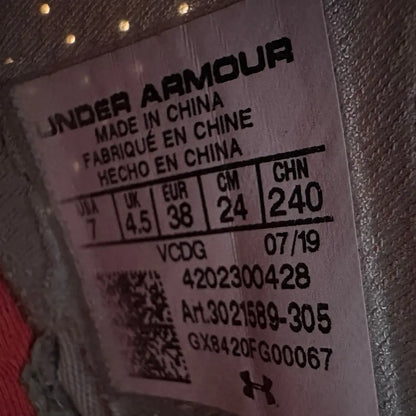 UNDER ARMOUR
MADE IN CHINA
FABRIQUÉ EN CHINE
HECHO EN CHINA
USA UK EUR CM CHN
7 4.5 38 24 240
VCDG 07/19
4202300428
Art.3021589-305
GX8420FG00067